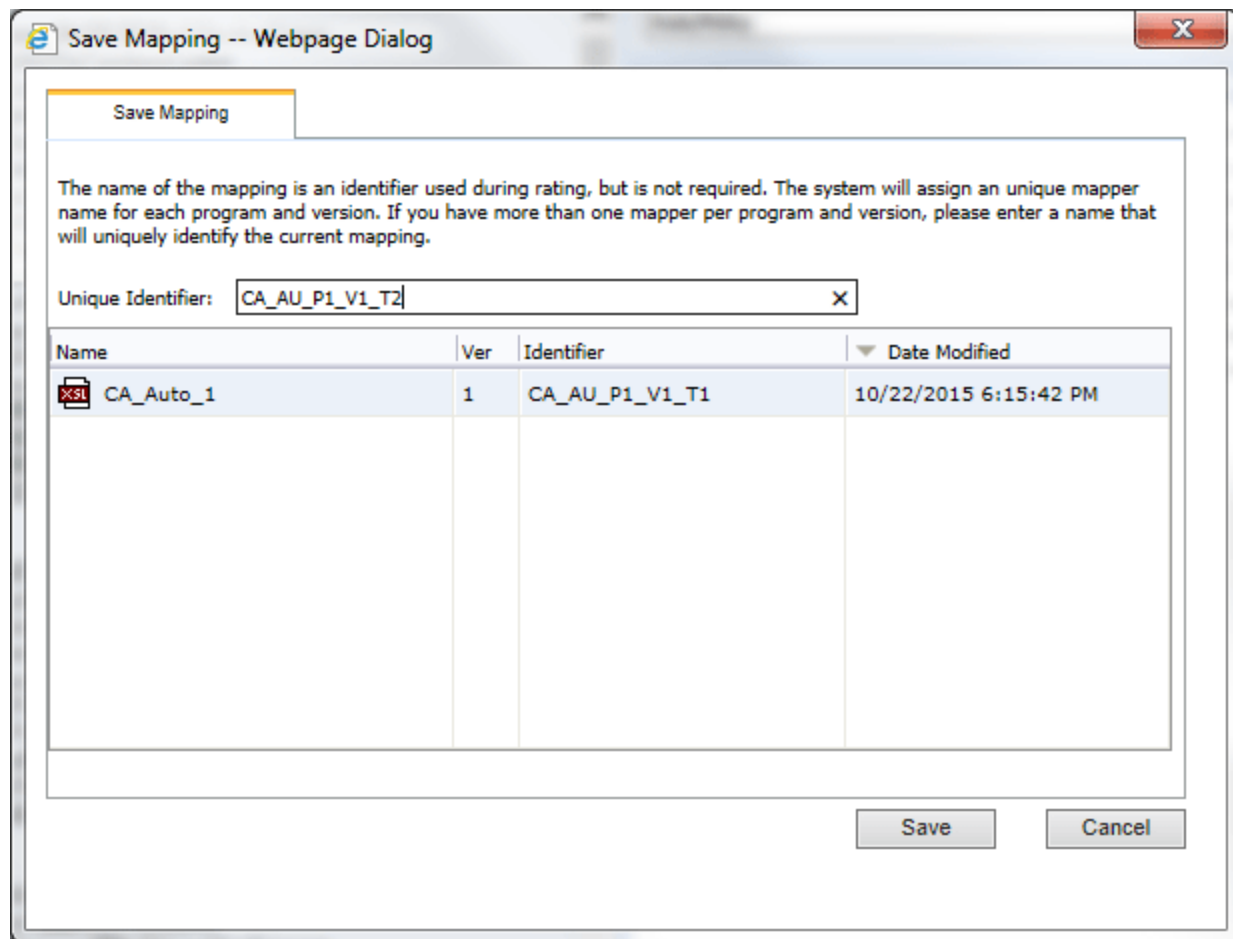 Save Mapping -- Webpage Dialog
Save Mapping
The name of the mapping is an identifier used during rating, but is not required. The system will assign an unique mapper
name for each program and version. If you have more than one mapper per program and version, please enter a name that
will uniquely identify the current mapping.
Unique Identifier: CA_AU_P1_V1_T2
Name Ver Identifier Date Modified
XSL CA_Auto_1 1 CA_AU_P1_V1_T1 10/22/2015 6:15:42 PM
Save Cancel